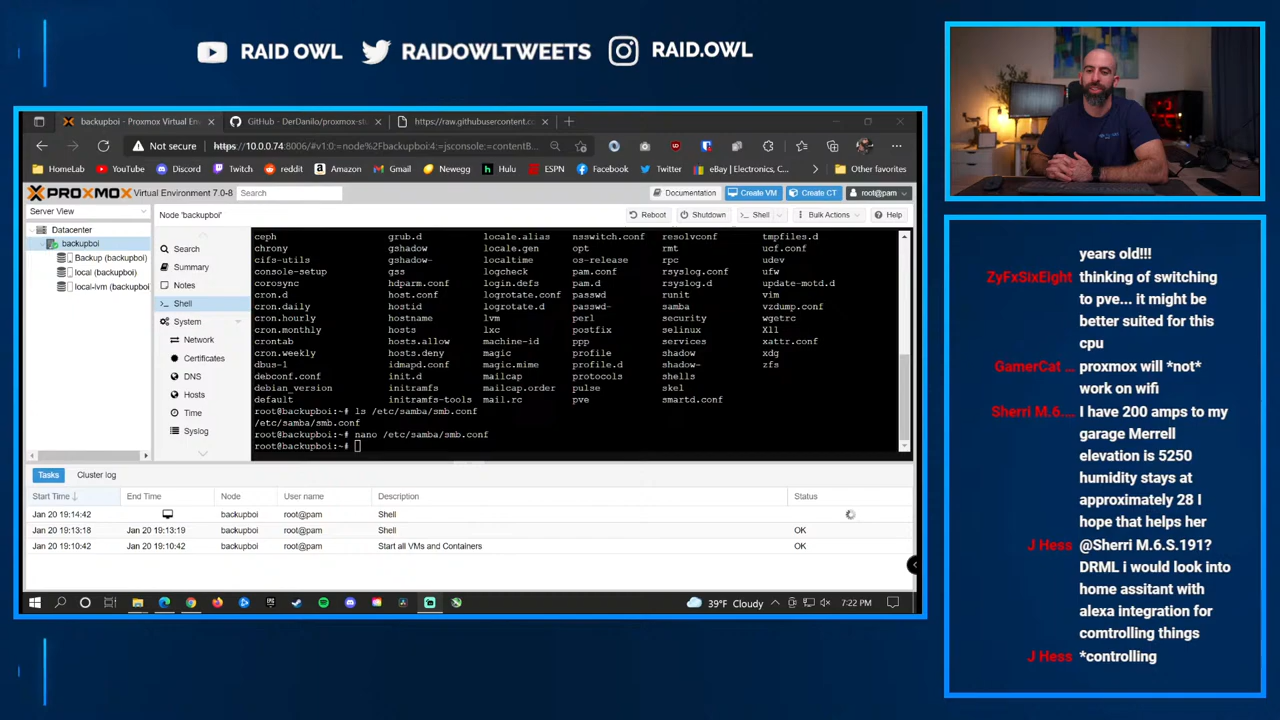 RAID OWL
RAIDOWLTWEETS
RAID.OWL
backupboi - Proxmox Virtual En
GitHub - DerDanilo/proxmox-st
https://raw.githubusercontent.c
Not secure
https://10.0.0.74:8006/#v1:0:=node%2Fbackupboi:4:=jsconsole:=contentB...
HomeLab
YouTube
Discord
Twitch
reddit
Amazon
Gmail
Newegg
Hulu
ESPN
Facebook
Twitter
eBay | Electronics,...
Other favorites
PROXMOX Virtual Environment 7.0-8
Search
Documentation
Create VM
Create CT
root@pam
Server View
Node 'backupboi'
Reboot
Shutdown
Shell
Bulk Actions
Help
Datacenter
backupboi
Backup (backupboi)
local (backupboi)
local-lvm (backupboi
Search
Summary
Notes
Shell
System
Network
Certificates
DNS
Hosts
Time
Syslog
ceph grub.d locale.alias nsswitch.conf resolvconf tmpfiles.d
chrony gshadow locale.gen opt rmt ucf.conf
cifs-utils gshadow- localtime os-release rpc udev
console-setup gss logcheck pam.conf rsyslog.conf ufw
corosync hdparm.conf login.defs pam.d rsyslog.d update-motd.d
cron.d host.conf logrotate.conf passwd runit vim
cron.daily hostid logrotate.d passwd- samba vzdump.conf
cron.hourly hostname lvm perl security wgetrc
cron.monthly hosts lxc postfix selinux X11
crontab hosts.allow machine-id ppp services xattr.conf
cron.weekly hosts.deny magic profile shadow xdg
dbus-1 idmapd.conf magic.mime profile.d shadow- zfs
debconf.conf init.d mailcap protocols shells
debian_version initramfs mailcap.order pulse skel
default initramfs-tools mail.rc pve smartd.conf
root@backupboi:~# ls /etc/samba/smb.conf
/etc/samba/smb.conf
root@backupboi:~# nano /etc/samba/smb.conf
root@backupboi:~#
Tasks
Cluster log
Start Time End Time Node User name Description Status
Jan 20 19:14:42 backupboi root@pam Shell
Jan 20 19:13:18 Jan 20 19:13:19 backupboi root@pam Shell OK
Jan 20 19:10:42 Jan 20 19:10:42 backupboi root@pam Start all VMs and Containers OK
39°F Cloudy
7:22 PM
years old!!!
ZyFxSixEight thinking of switching
to pve... it might be
better suited for this
cpu
GamerCat ... proxmox will *not*
work on wifi
Sherri M.6.... I have 200 amps to my
garage Merrell
elevation is 5250
humidity stays at
approximately 28 I
hope that helps her
J Hess @Sherri M.6.S.191?
DRML i would look into
home assitant with
alexa integration for
comtrolling things
J Hess *controlling